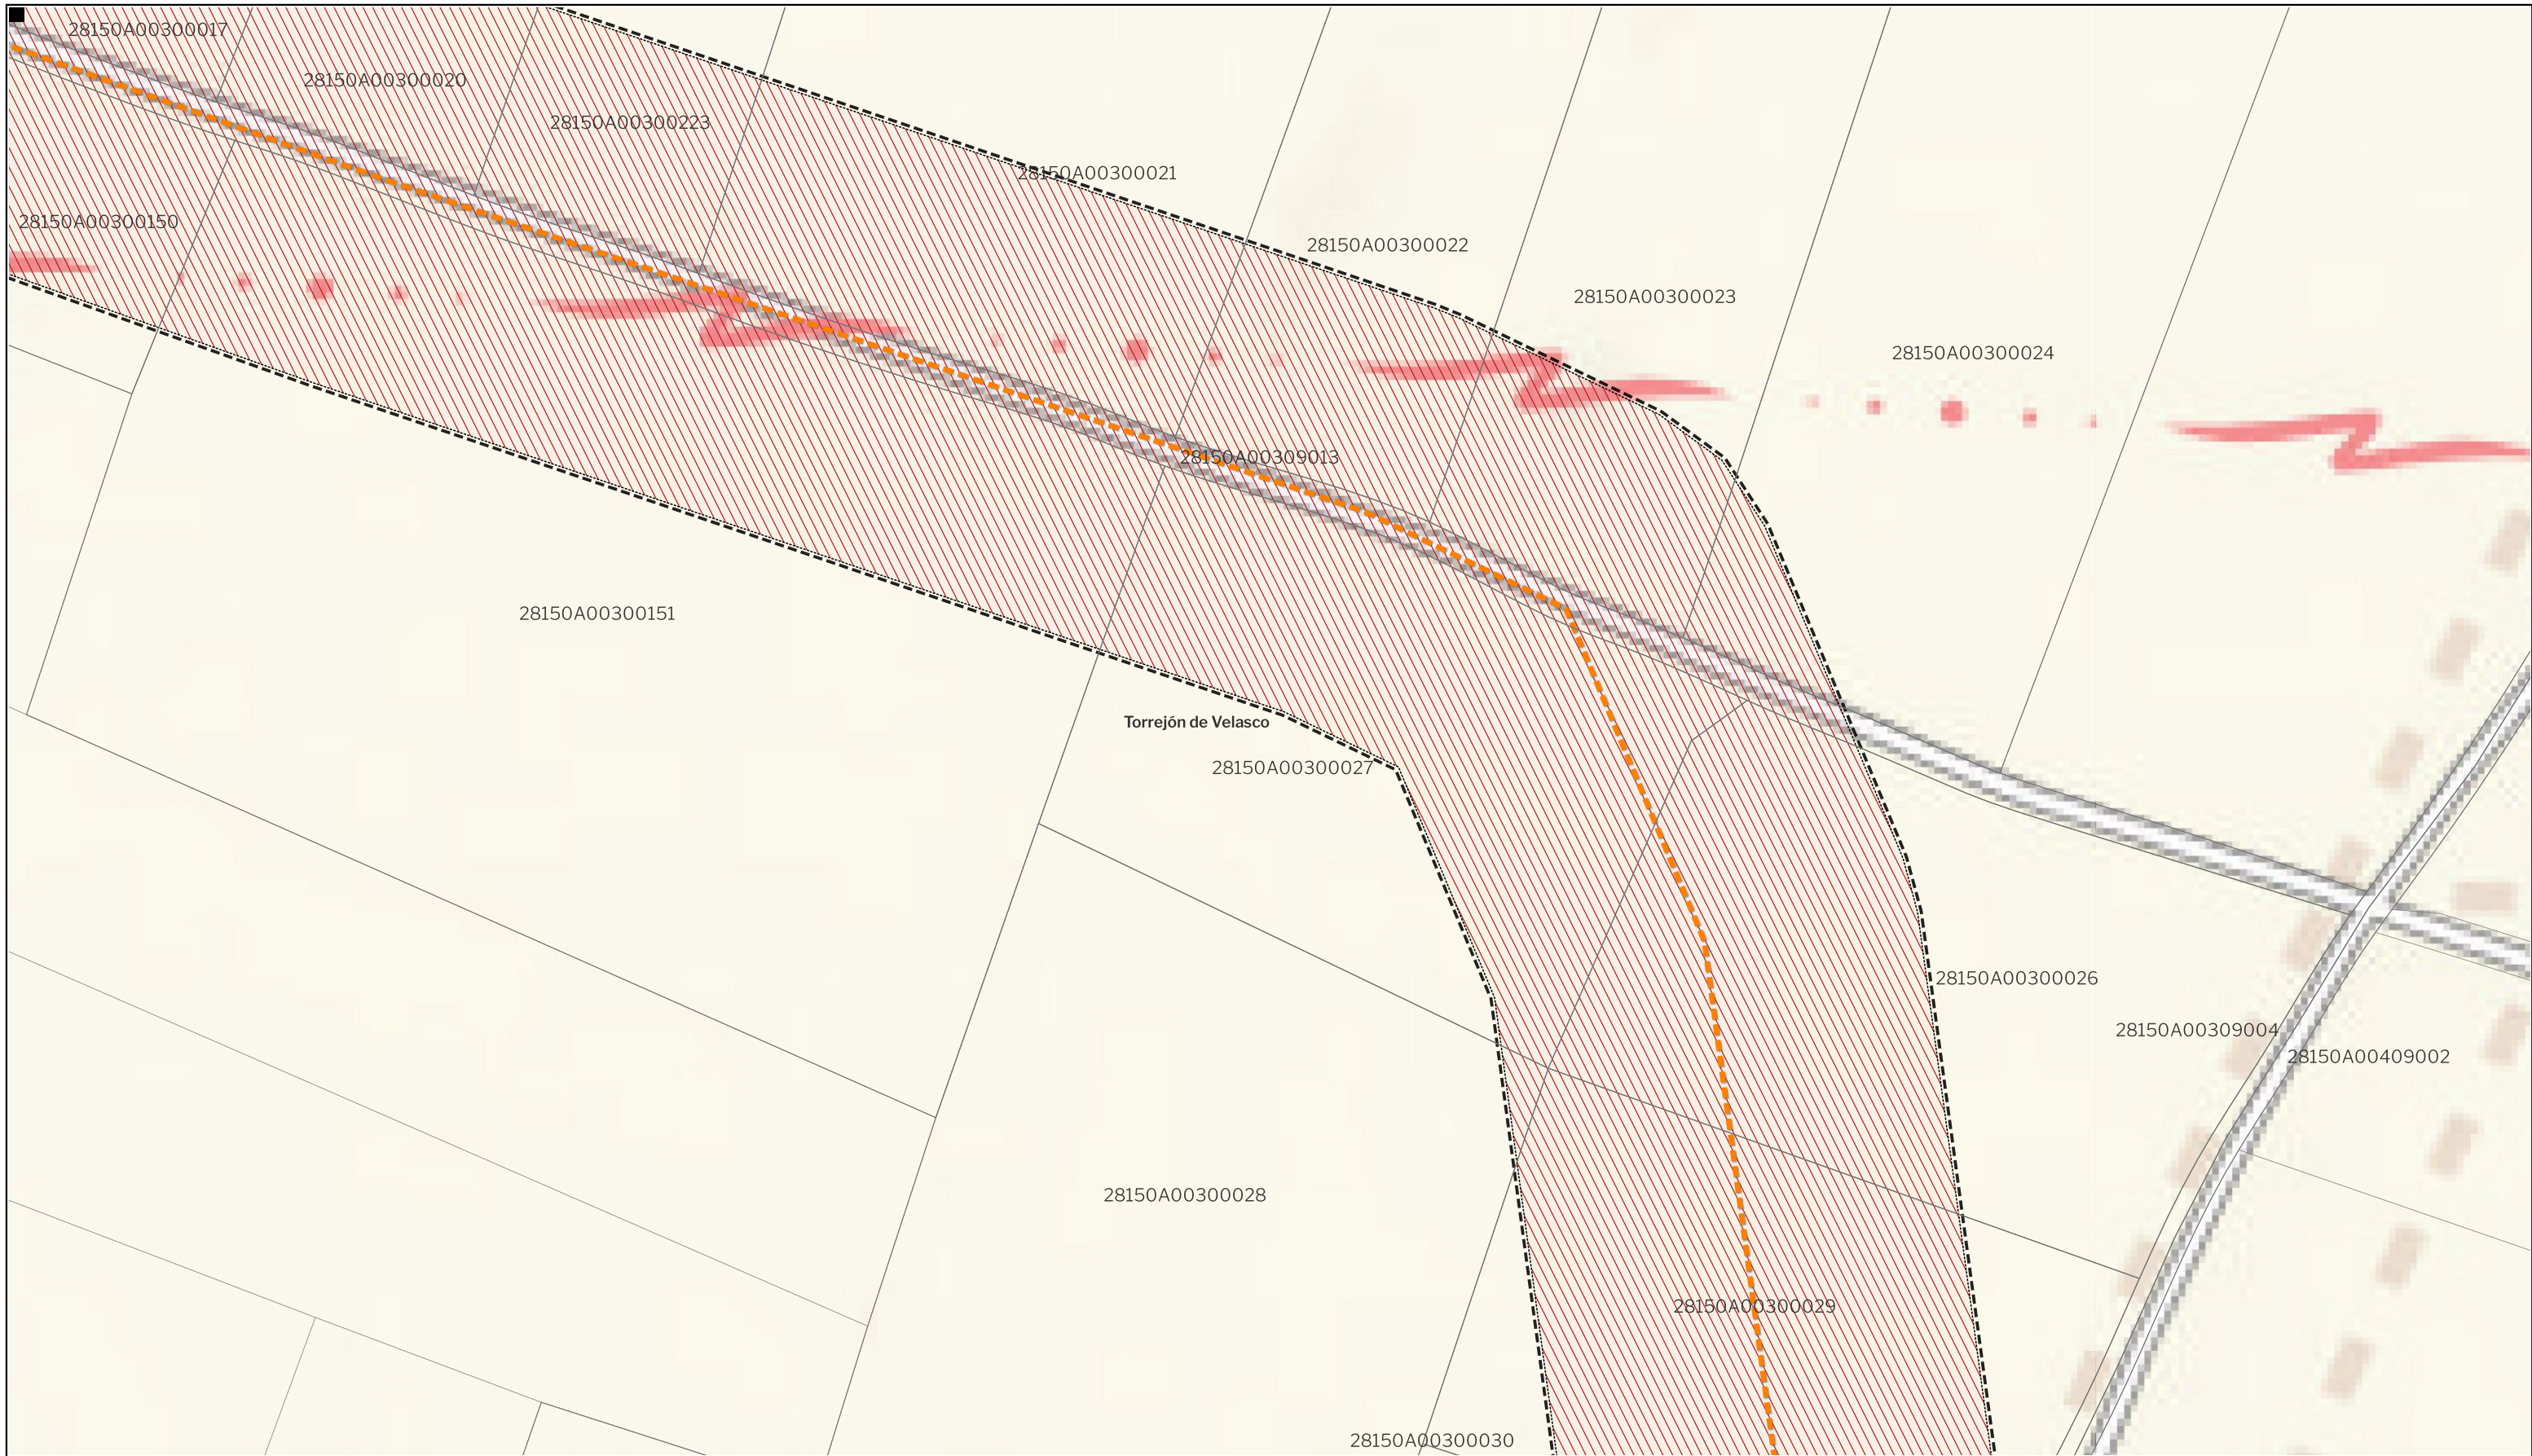 28150A00300017
28150A00300020
28150A00300223
28150A00300021
28150A00300150
28150A00300022
28150A00300023
28150A00300024
28150A00309013
28150A00300151
Torrejón de Velasco
28150A00300027
28150A00300026
28150A00309004
28150A00409002
28150A00300028
28150A00300029
28150A00300030